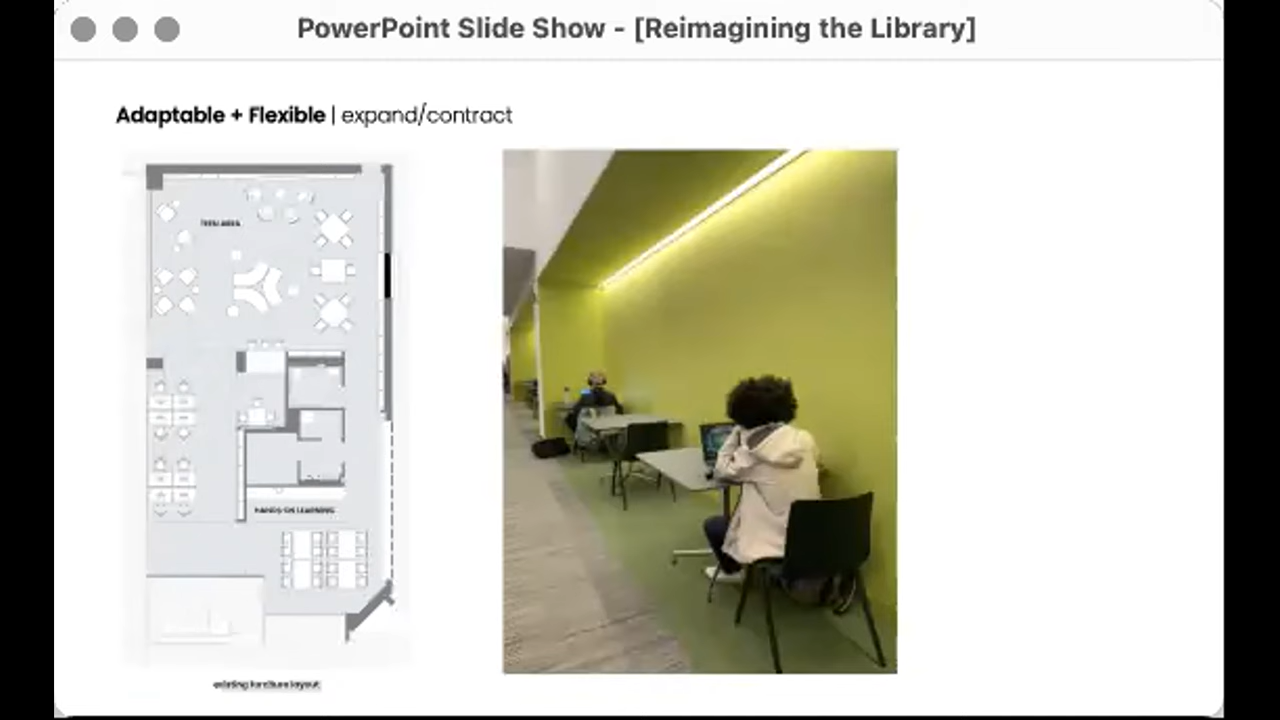 PowerPoint Slide Show - [Reimagining the Library]
Adaptable + Flexible | expand/contract
TEEN AREA
HANDS-ON LEARNING
existing furniture layout